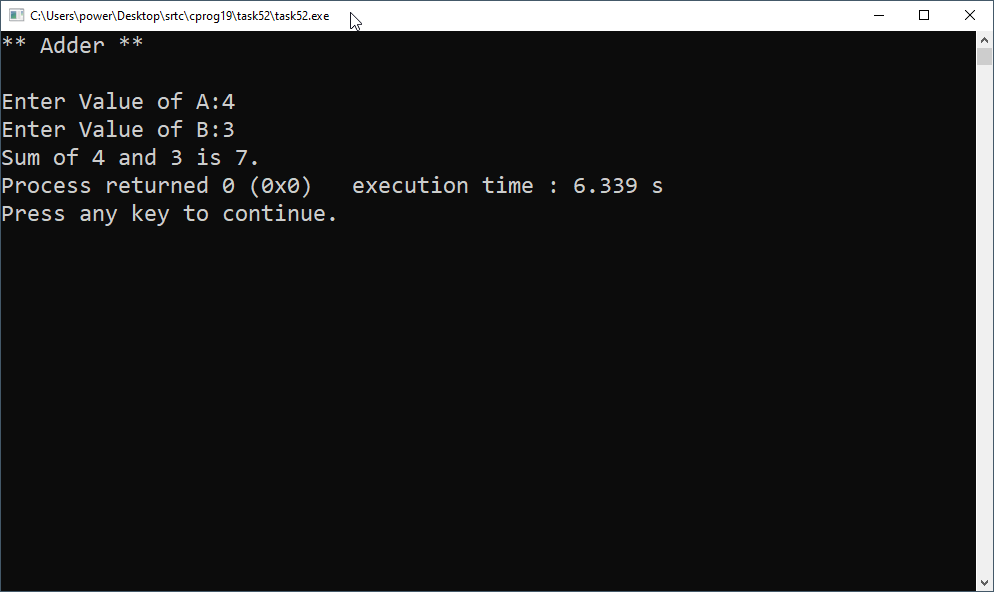 C:\Users\power\Desktop\srtc\cprog19\task52\task52.exe
** Adder **
Enter Value of A:4
Enter Value of B:3
Sum of 4 and 3 is 7.
Process returned 0 (0x0)   execution time : 6.339 s
Press any key to continue.